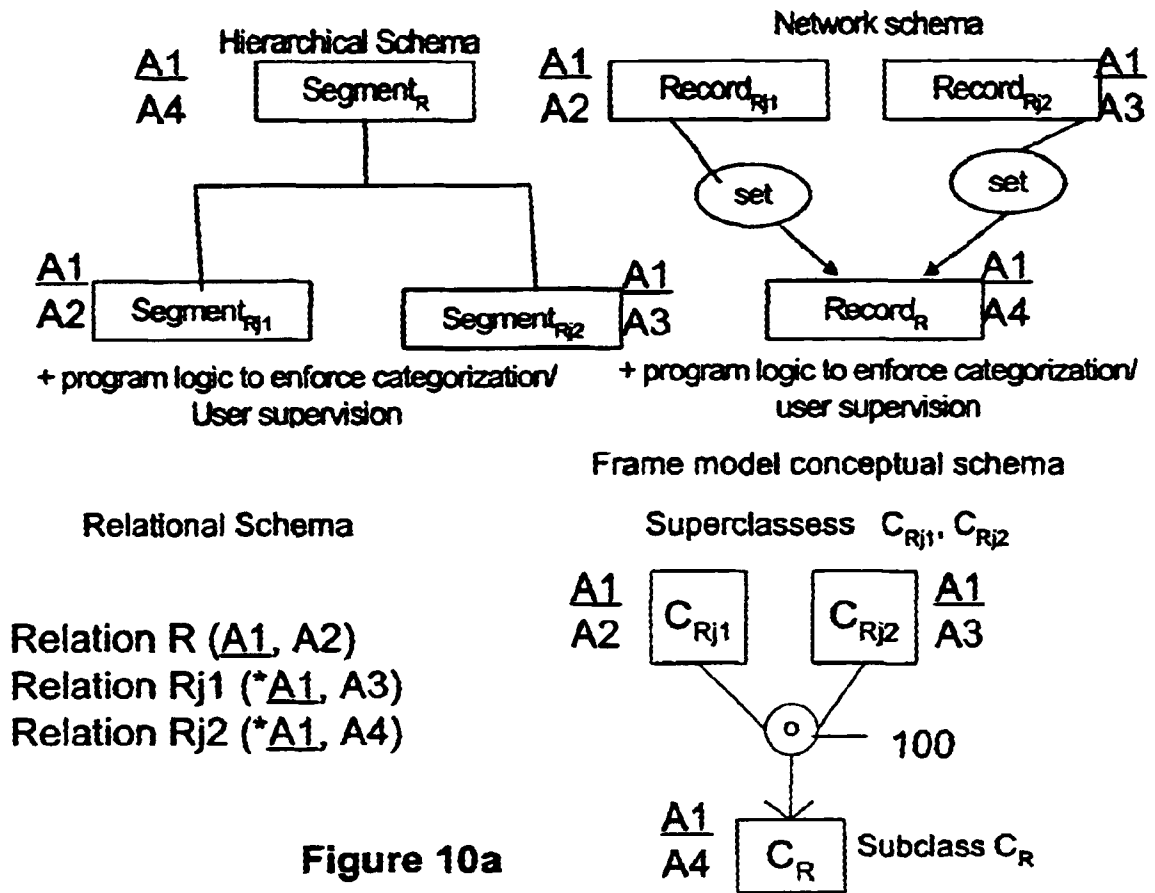 Hierarchical Schema
A1
A4
Segment_R
A1
A2
Segment_Rj1
Segment_Rj2
A1
A3
+ program logic to enforce categorization/
User supervision
Network schema
A1
A2
Record_Rj1
Record_Rj2
A1
A3
set
set
Record_R
A1
A4
+ program logic to enforce categorization/
user supervision
Relational Schema
Relation R (A1, A2)
Relation Rj1 (*A1, A3)
Relation Rj2 (*A1, A4)
Frame model conceptual schema
Superclassess C_Rj1, C_Rj2
A1
A2
C_Rj1
C_Rj2
A1
A3
o
100
A1
A4
C_R
Subclass C_R
Figure 10a